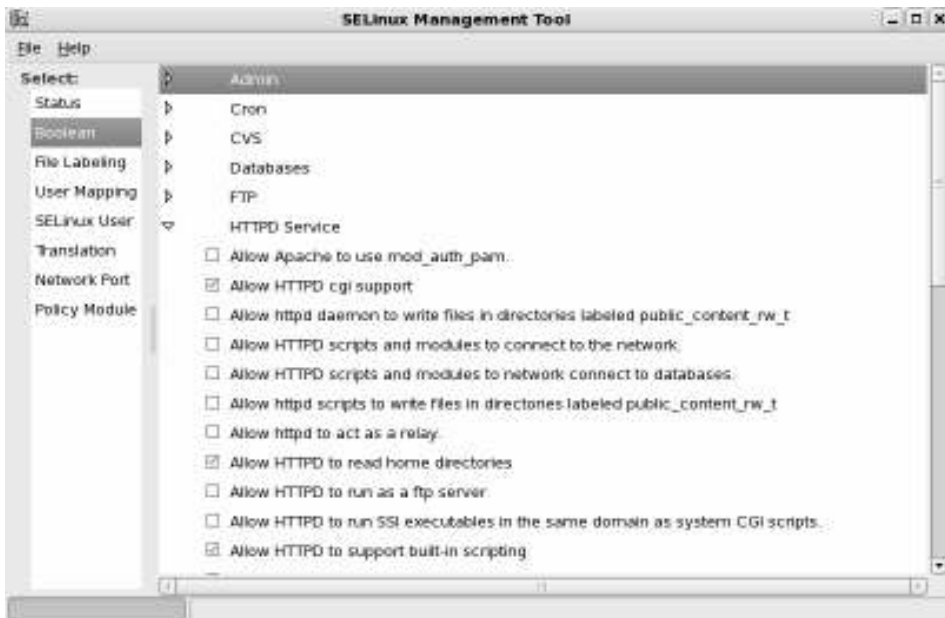 SELinux Management Tool
File Help
Select:
Status
Boolean
File Labeling
User Mapping
SELinux User
Translation
Network Port
Policy Module
Admin
Cron
CVS
Databases
FTP
HTTPD Service
Allow Apache to use mod_auth_pam.
Allow HTTPD cgi support
Allow httpd daemon to write files in directories labeled public_content_rw_t
Allow HTTPD scripts and modules to connect to the network.
Allow HTTPD scripts and modules to network connect to databases.
Allow httpd scripts to write files in directories labeled public_content_rw_t
Allow httpd to act as a relay.
Allow HTTPD to read home directories
Allow HTTPD to run as a ftp server
Allow HTTPD to run SSI executables in the same domain as system CGI scripts.
Allow HTTPD to support built-in scripting